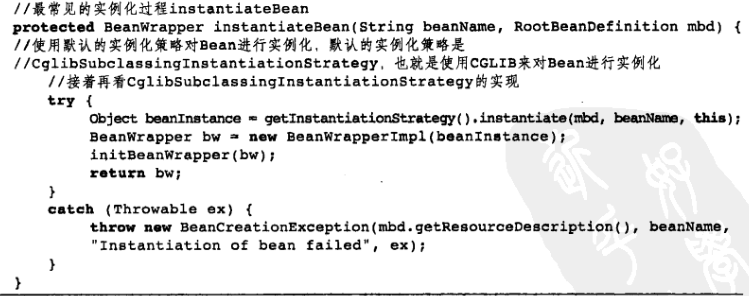 //最常见的实例化过程instantiateBean
protected BeanWrapper instantiateBean(String beanName, RootBeanDefinition mbd) {
//使用默认的实例化策略对Bean进行实例化，默认的实例化策略是
//CglibSubclassingInstantiationStrategy，也就是使用CGLIB来对Bean进行实例化
//接着再看CglibSubclassingInstantiationStrategy的实现
try {
Object beanInstance = getInstantiationStrategy().instantiate(mbd, beanName, this);
BeanWrapper bw = new BeanWrapperImpl(beanInstance);
initBeanWrapper(bw);
return bw;
}
catch (Throwable ex) {
throw new BeanCreationException(mbd.getResourceDescription(), beanName,
"Instantiation of bean failed", ex);
}
}